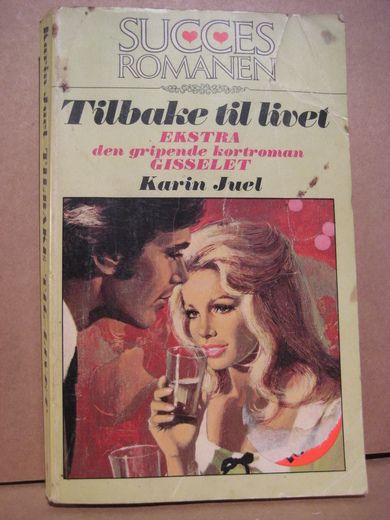 SUCCES
ROMANEN
Tilbake til livet
EKSTRA
den gripende kortroman
GISSELET
Karin Juel